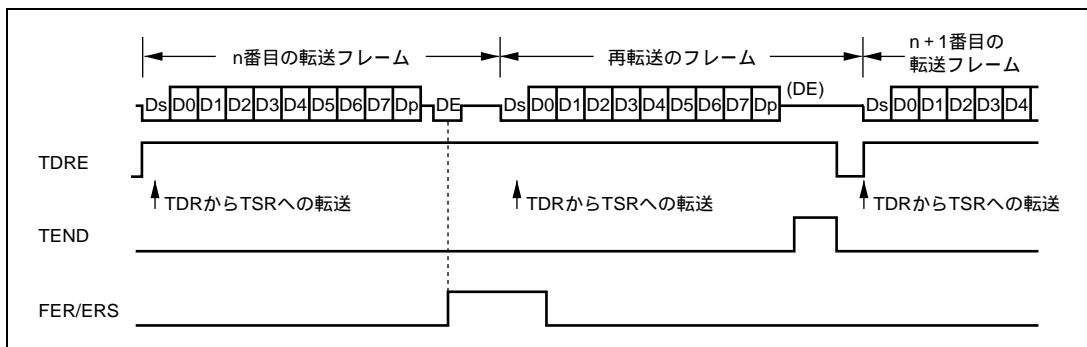 n番目の転送フレーム
再転送のフレーム
n + 1番目の
転送フレーム
Ds D0 D1 D2 D3 D4 D5 D6 D7 Dp DE Ds D0 D1 D2 D3 D4 D5 D6 D7 Dp (DE) Ds D0 D1 D2 D3 D4
TDRE
TDRからTSRへの転送 TDRからTSRへの転送 TDRからTSRへの転送
TEND
FER/ERS